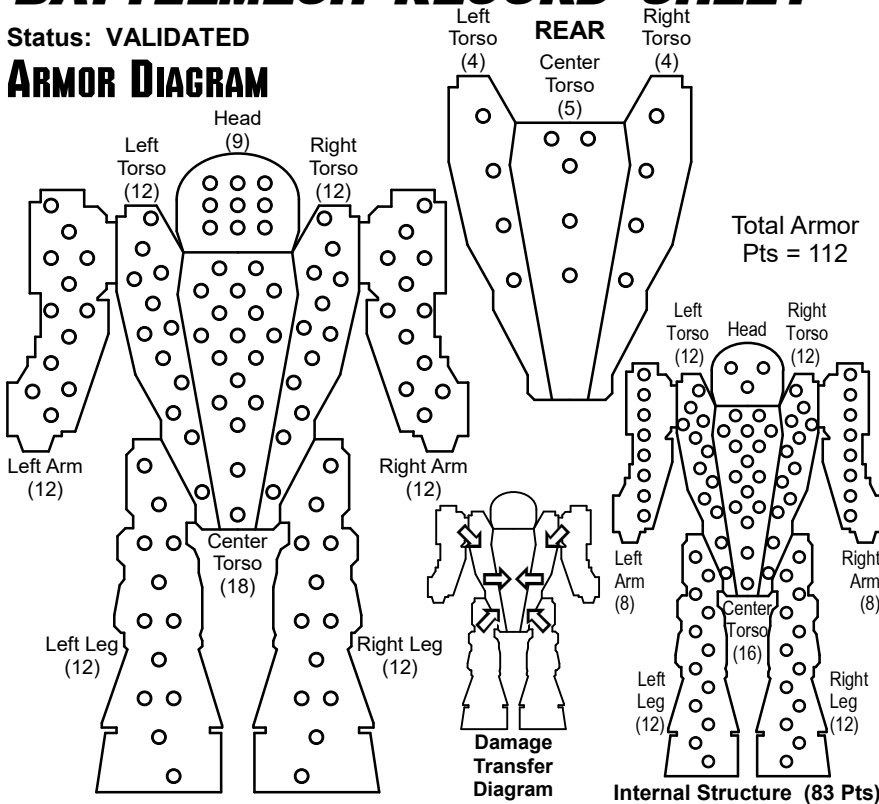 BATTLEMECH RECORD SHEET
Status: VALIDATED
ARMOR DIAGRAM
Head
(9)
Left
Torso
(12)
Right
Torso
(12)
Left Arm
(12)
Right Arm
(12)
Center
Torso
(18)
Left Leg
(12)
Right Leg
(12)
Left
Torso
(4)
REAR
Center
Torso
(5)
Right
Torso
(4)
Total Armor
Pts = 112
Left
Torso
(12)
Head
Right
Torso
(12)
Left
Arm
(8)
Right
Arm
(8)
Center
Torso
(16)
Left
Leg
(12)
Right
Leg
(12)
Damage
Transfer
Diagram
Internal Structure (83 Pts)